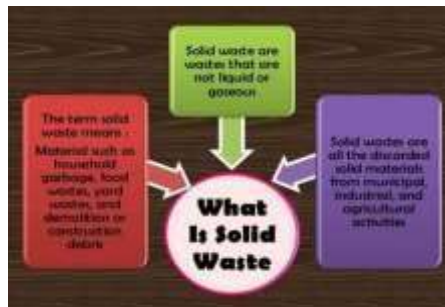 Solid waste are
wastes that are
not liquid or
gaseous
The term solid
waste means :
Material such as
household
garbage, food
wastes, yard
wastes, and
demolition or
construction
debris
Solid wastes are
all the discarded
solid materials
from municipal,
industrial, and
agricultural
activities
What
Is Solid
Waste